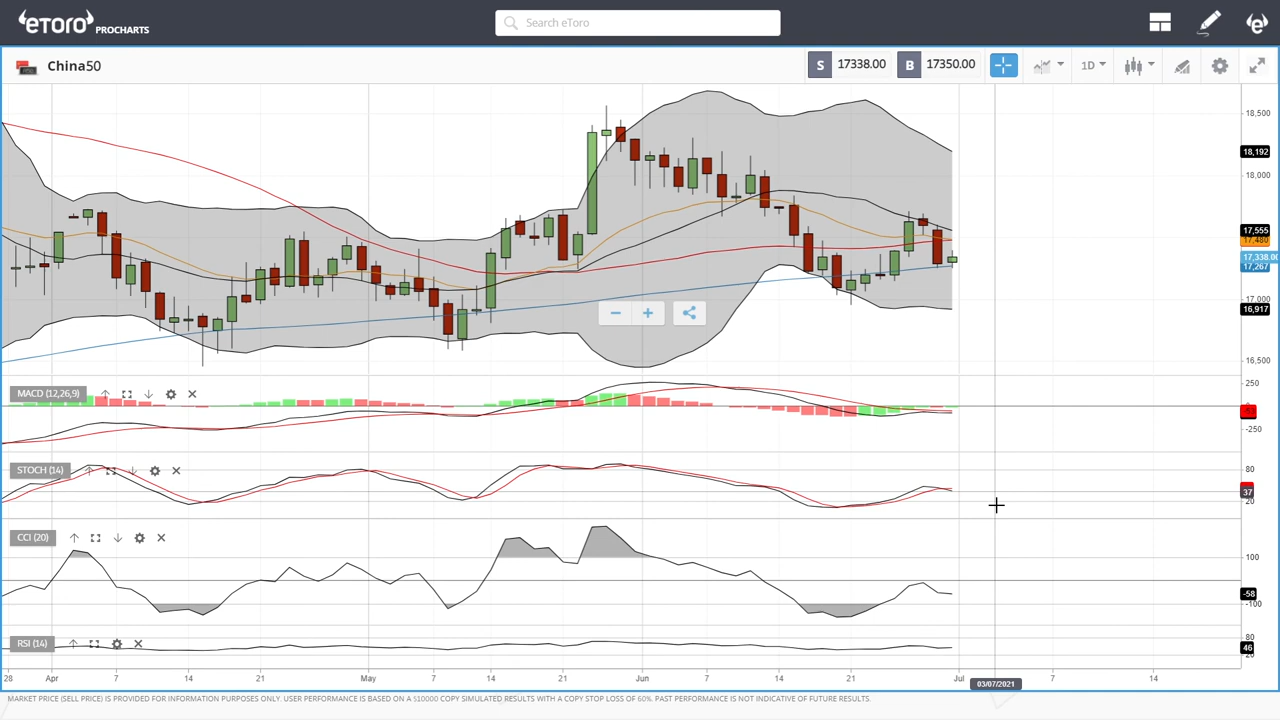 eTORO PROCHARTS
Search eToro
China50
S 17338.00 B 17350.00
1D
18,500
18,192
18,000
17,555
17,480
17,338.00
17,267
17,000
16,917
16,500
MACD (12,26,9)
250
-250
STOCH (14)
80
37
20
CCI (20)
100
-58
-100
RSI (14)
80
46
28 Apr 7 14 21 May 7 14 21 Jun 7 14 21 Jul 7 14
03/07/2021
MARKET PRICE (SELL PRICE) IS PROVIDED FOR INFORMATION PURPOSES ONLY. USER PERFORMANCE IS BASED ON A $10000 COPY SIMULATED RESULTS WITH A COPY STOP LOSS OF 60%. PAST PERFORMANCE IS NOT INDICATIVE OF FUTURE RESULTS.